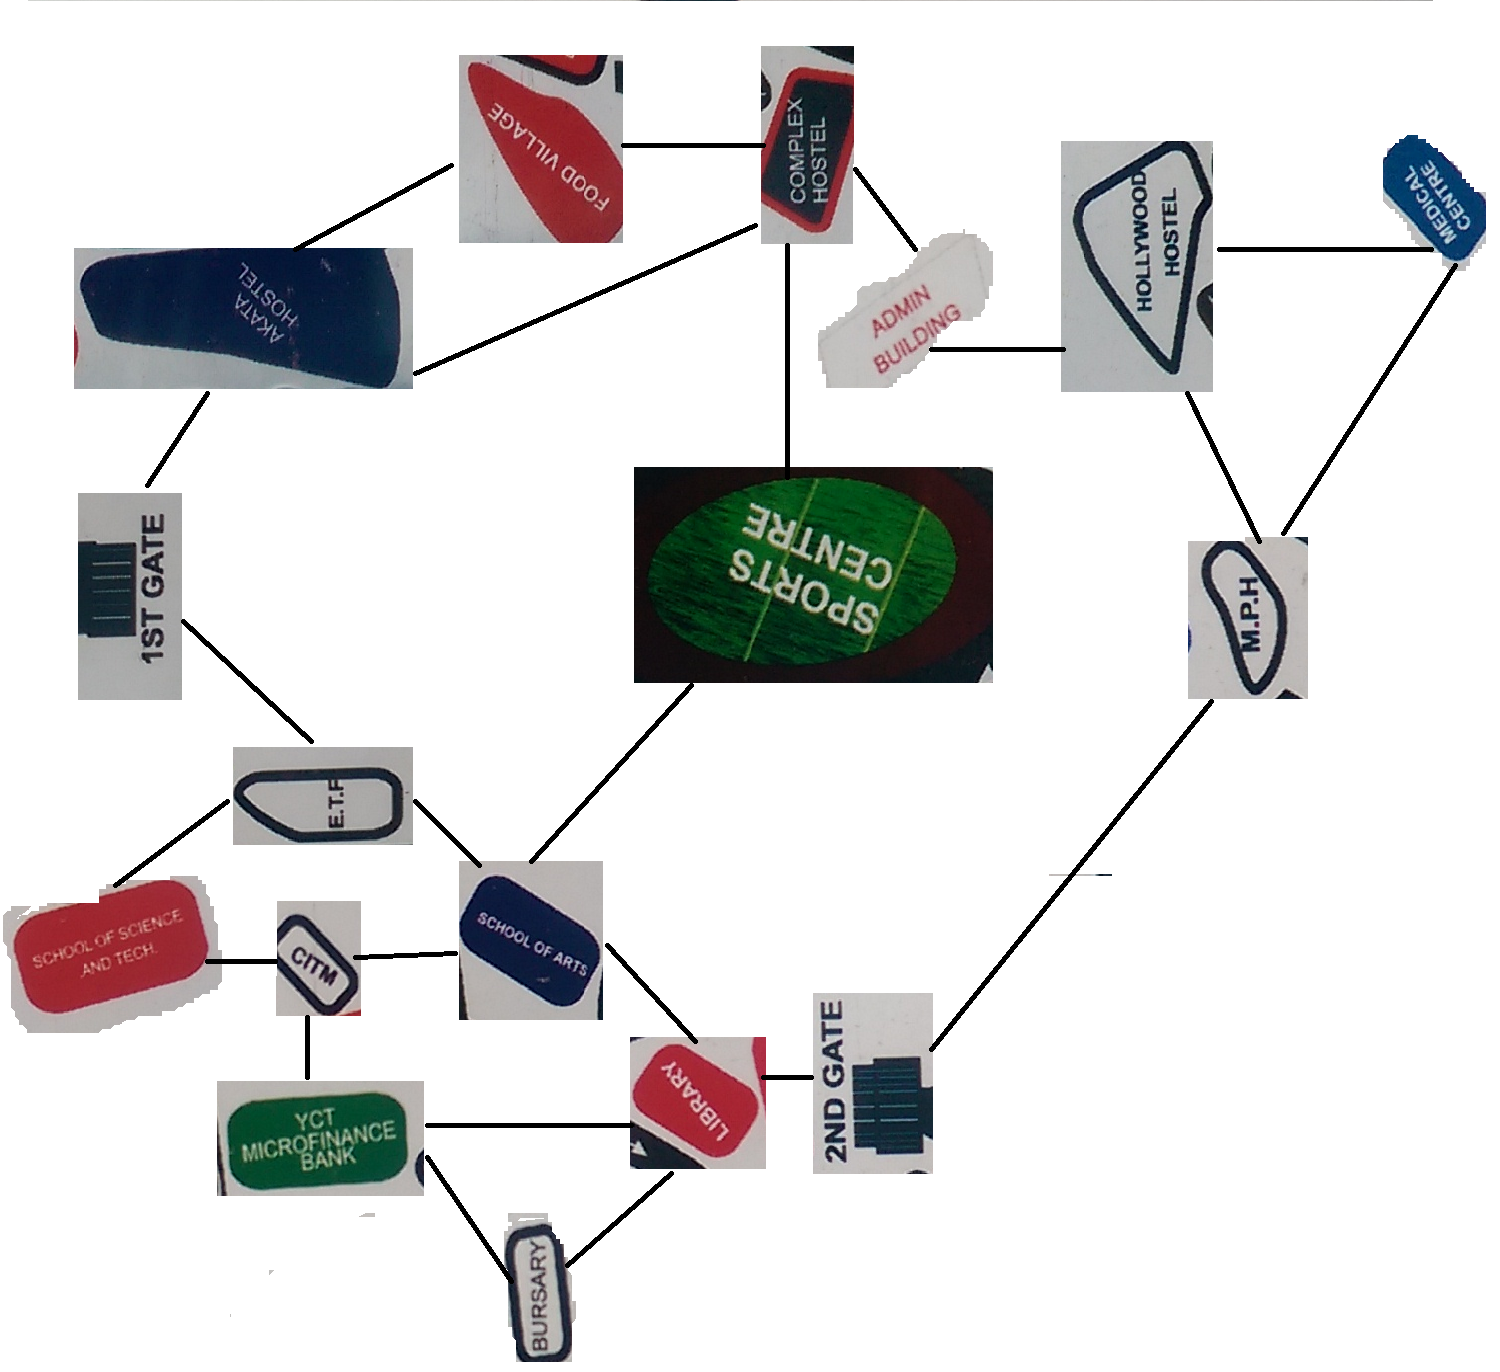 FOOD VILLAGE
COMPLEX
HOSTEL
HOLLYWOOD
HOSTEL
MEDICAL
CENTRE
AKATA
HOSTEL
ADMIN
BUILDING
1ST GATE
SPORTS
CENTRE
M.P.H
E.T.F
SCHOOL OF SCIENCE
AND TECH.
CITM
SCHOOL OF ARTS
YCT
MICROFINANCE
BANK
LIBRARY
2ND GATE
BURSARY